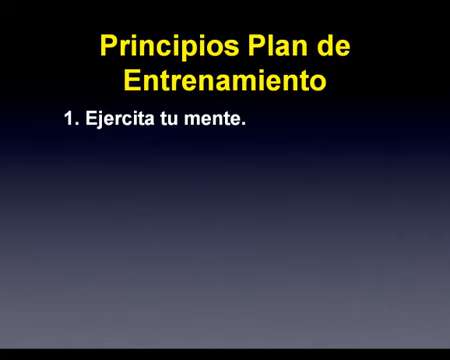 Principios Plan de
Entrenamiento
1. Ejercita tu mente.